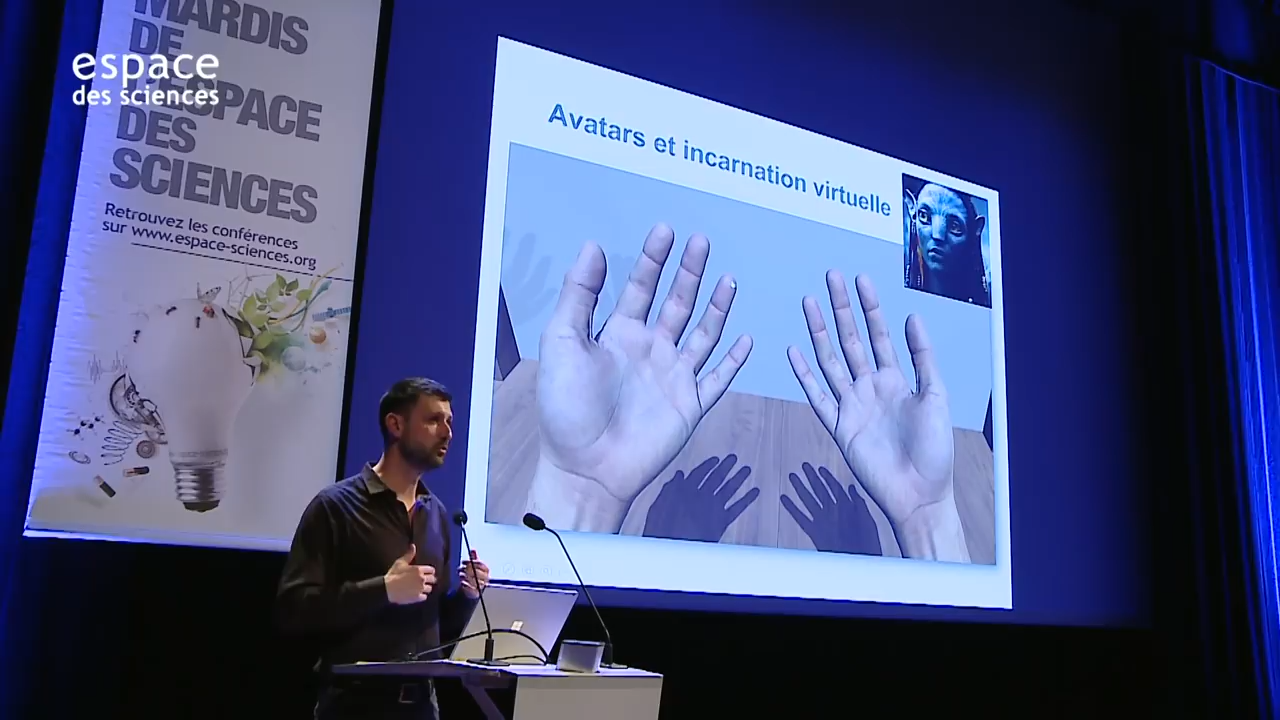 MARDIS
DE
L'ESPACE
DES
SCIENCES
Retrouvez les conférences
sur www.espace-sciences.org
espace
des sciences
Avatars et incarnation virtuelle